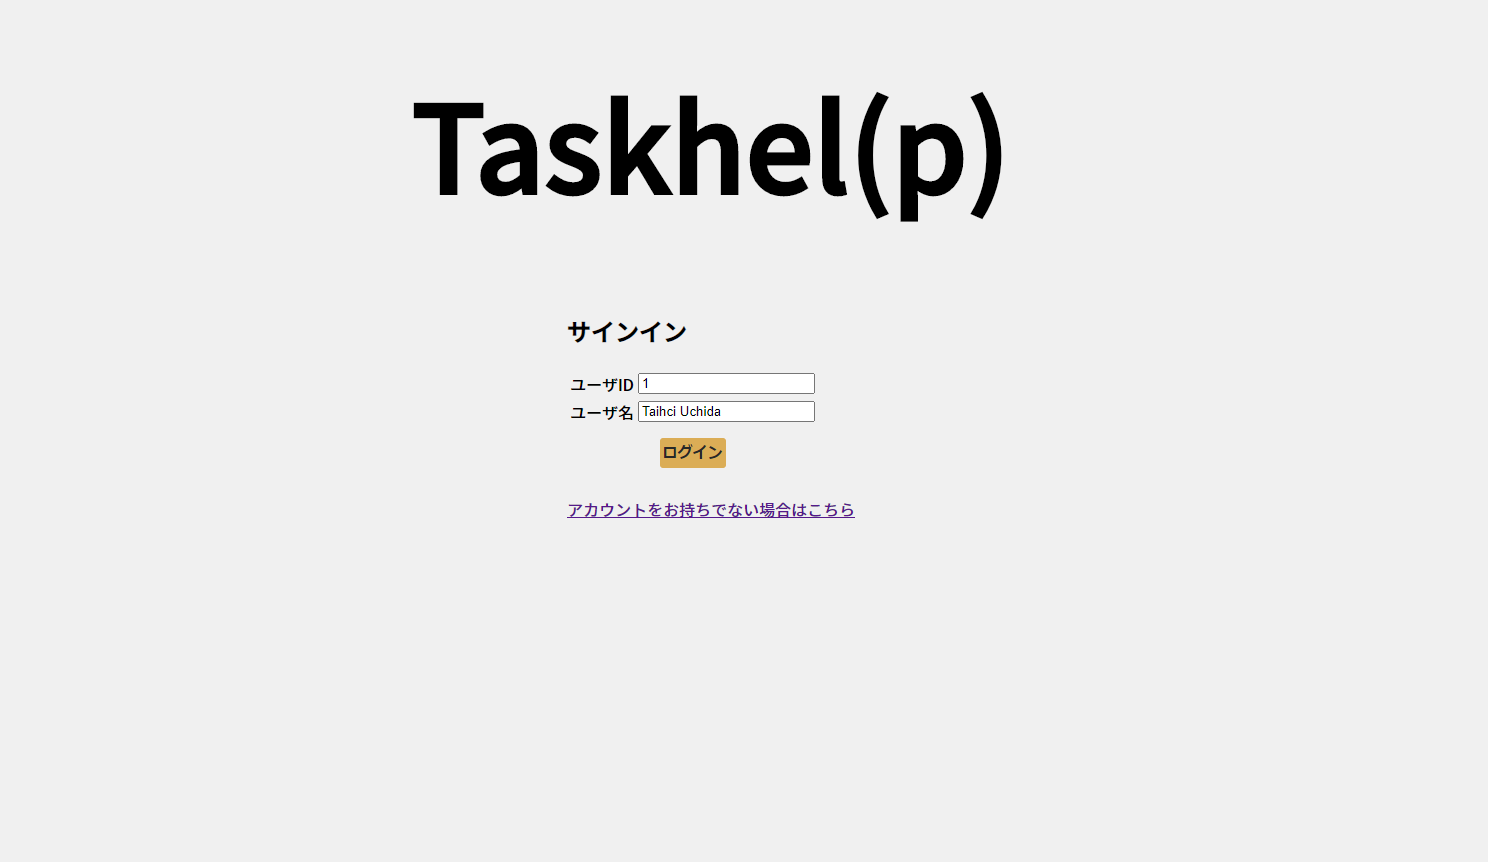 Taskhel(p)
サインイン
ユーザID 1
ユーザ名 Taihci Uchida
ログイン
アカウントをお持ちでない場合はこちら